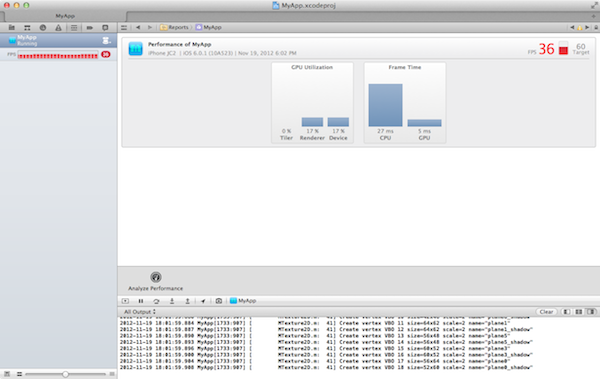 MyApp.xcodeproj
MyApp
Reports
MyApp
MyApp
Running
FPS 36
Performance of MyApp
iPhone JC2 | iOS 6.0.1 (10A523) | Nov 19, 2012 6:02 PM
FPS 36
60
Target
GPU Utilization
0 % 17 % 17 %
Tiler Renderer Device
Frame Time
27 ms 5 ms
CPU GPU
Analyze Performance
MyApp
All Output
Clear
2012-11-19 18:01:59.884 MyApp[1733:907] [ MTexture2D.m: 41] Create vertex VBO 11 size=64x62 scale=2 name="plane1"
2012-11-19 18:01:59.887 MyApp[1733:907] [ MTexture2D.m: 41] Create vertex VBO 12 size=64x62 scale=2 name="plane1_shadow"
2012-11-19 18:01:59.890 MyApp[1733:907] [ MTexture2D.m: 41] Create vertex VBO 13 size=56x48 scale=2 name="plane5"
2012-11-19 18:01:59.893 MyApp[1733:907] [ MTexture2D.m: 41] Create vertex VBO 14 size=56x48 scale=2 name="plane5_shadow"
2012-11-19 18:01:59.896 MyApp[1733:907] [ MTexture2D.m: 41] Create vertex VBO 15 size=60x52 scale=2 name="plane3"
2012-11-19 18:01:59.900 MyApp[1733:907] [ MTexture2D.m: 41] Create vertex VBO 16 size=60x52 scale=2 name="plane3_shadow"
2012-11-19 18:01:59.904 MyApp[1733:907] [ MTexture2D.m: 41] Create vertex VBO 17 size=56x64 scale=2 name="plane0"
2012-11-19 18:01:59.908 MyApp[1733:907] [ MTexture2D.m: 41] Create vertex VBO 18 size=52x60 scale=2 name="plane0_shadow"